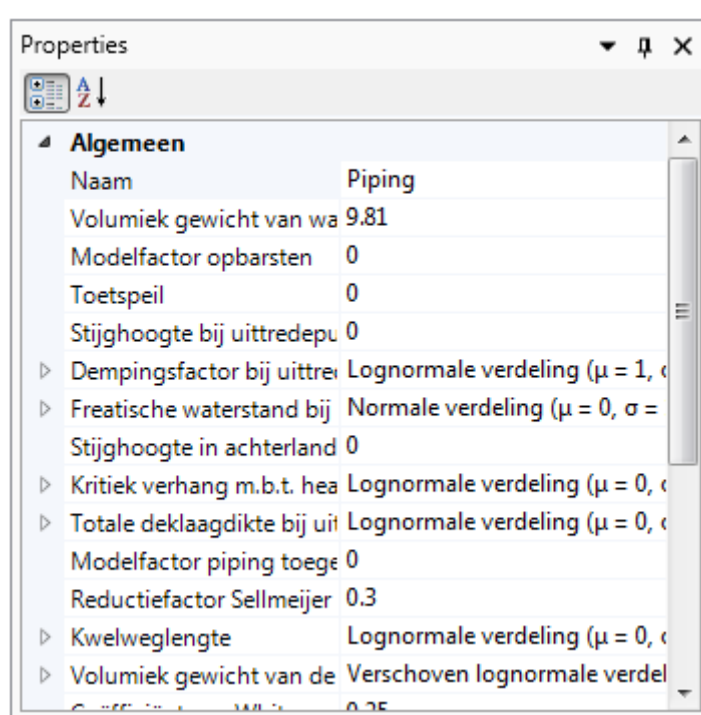 Properties
Algemeen
Naam Piping
Volumiek gewicht van wa 9.81
Modelfactor opbarsten 0
Toetspeil 0
Stijghoogte bij uittredepu 0
Dempingsfactor bij uittre Lognormale verdeling (μ = 1,
Freatische waterstand bij Normale verdeling (μ = 0, σ =
Stijghoogte in achterland 0
Kritiek verhang m.b.t. hea Lognormale verdeling (μ = 0,
Totale deklaagdikte bij uit Lognormale verdeling (μ = 0,
Modelfactor piping toege 0
Reductiefactor Sellmeijer 0.3
Kwelweglengte Lognormale verdeling (μ = 0,
Volumiek gewicht van de Verschoven lognormale verdel